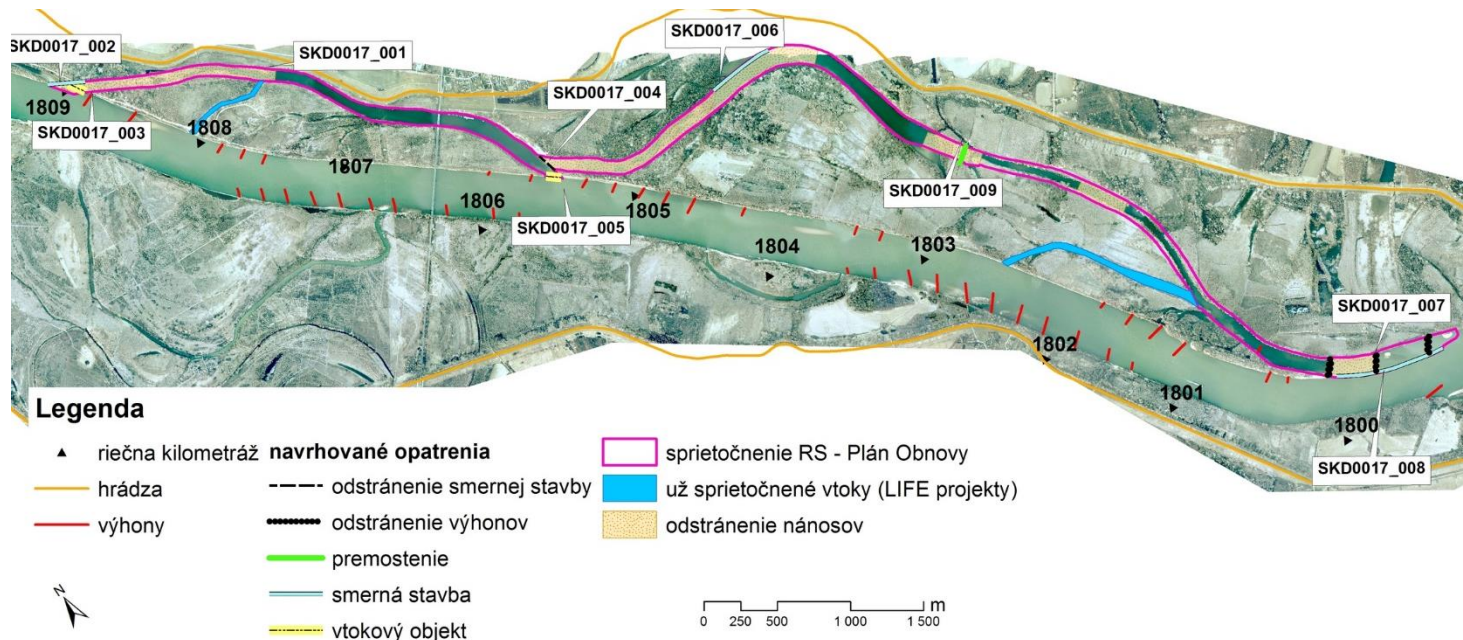 SKD0017_002
SKD0017_001
SKD0017_006
SKD0017_004
1809
SKD0017_003
1808
1807
1806
1805
SKD0017_005
1804
1803
SKD0017_009
SKD0017_007
1802
1801
1800
SKD0017_008
Legenda
riečna kilometráž
hrádza
výhony
navrhované opatrenia
odstránenie smernej stavby
odstránenie výhonov
premostenie
smerná stavba
vtokový objekt
sprietočnenie RS - Plán Obnovy
už sprietočnené vtoky (LIFE projekty)
odstránenie nánosov
N
0 250 500 1 000 1 500 m